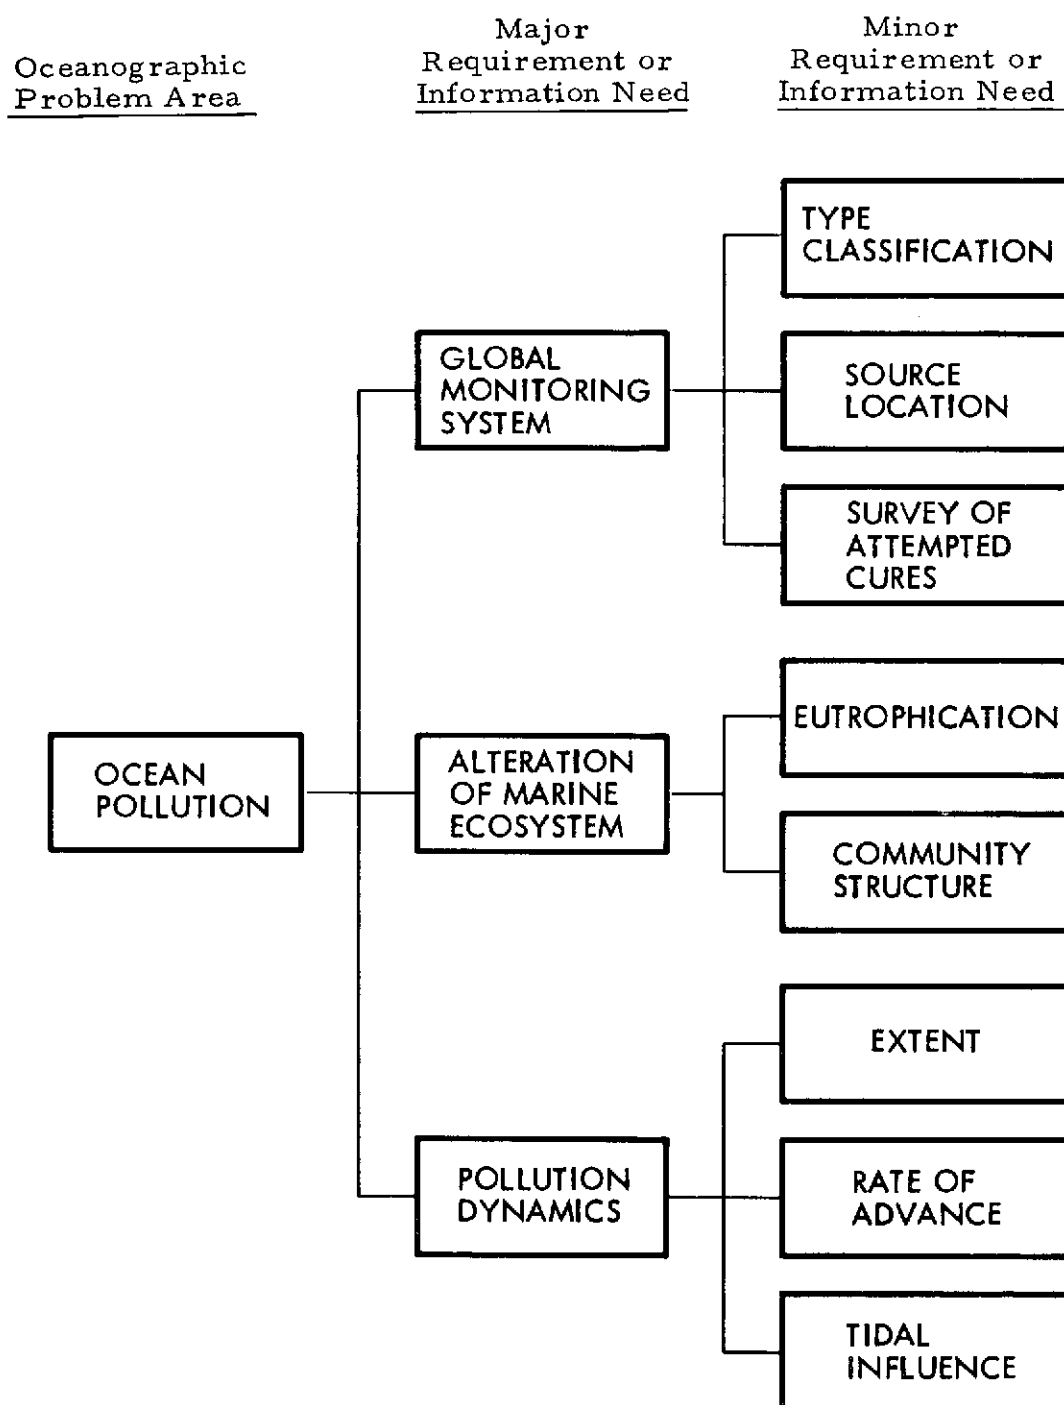 Oceanographic
Problem Area
Major
Requirement or
Information Need
Minor
Requirement or
Information Need
OCEAN
POLLUTION
GLOBAL
MONITORING
SYSTEM
TYPE
CLASSIFICATION
SOURCE
LOCATION
SURVEY OF
ATTEMPTED
CURES
ALTERATION
OF MARINE
ECOSYSTEM
EUTROPHICATION
COMMUNITY
STRUCTURE
POLLUTION
DYNAMICS
EXTENT
RATE OF
ADVANCE
TIDAL
INFLUENCE